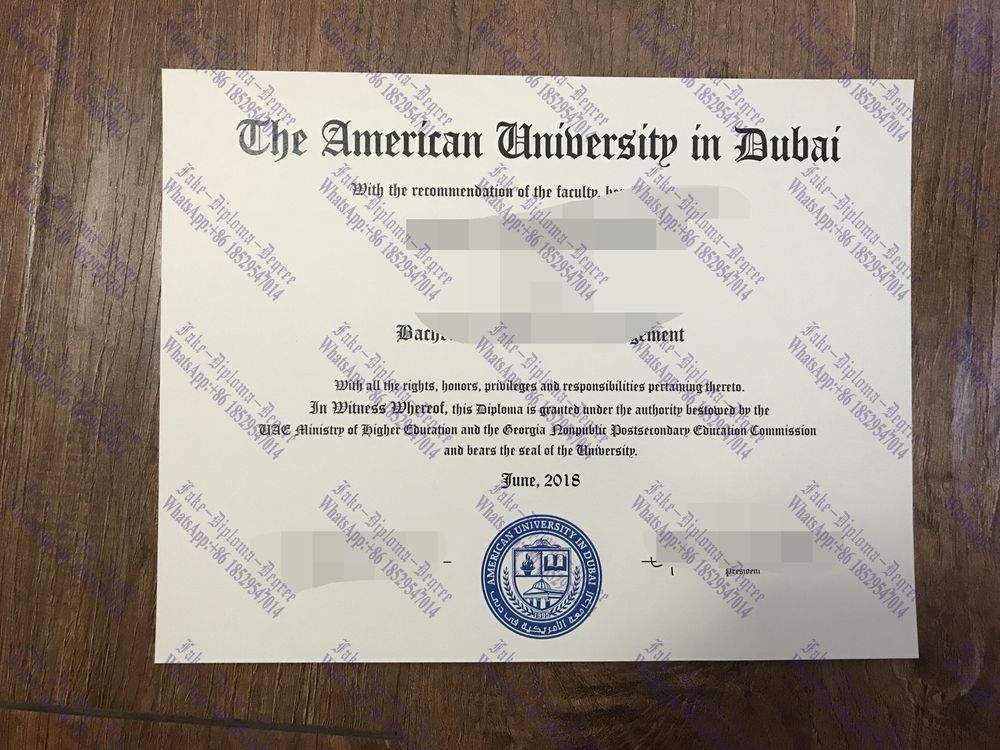 The American University in Dubai
With the recommendation of the faculty,
With all the rights, honors, privileges and responsibilities pertaining thereto.
In Witness Whereof, this Diploma is granted under the authority bestowed by the
UAE Ministry of Higher Education and the Georgia Nonpublic Postsecondary Education Commission
and bears the seal of the University.
June, 2018
AMERICAN UNIVERSITY IN DUBAI
1995
الجامعة الأمريكية في دبي
President
Fake-Diploma-Degree
WhatsApp:+86 18529547014